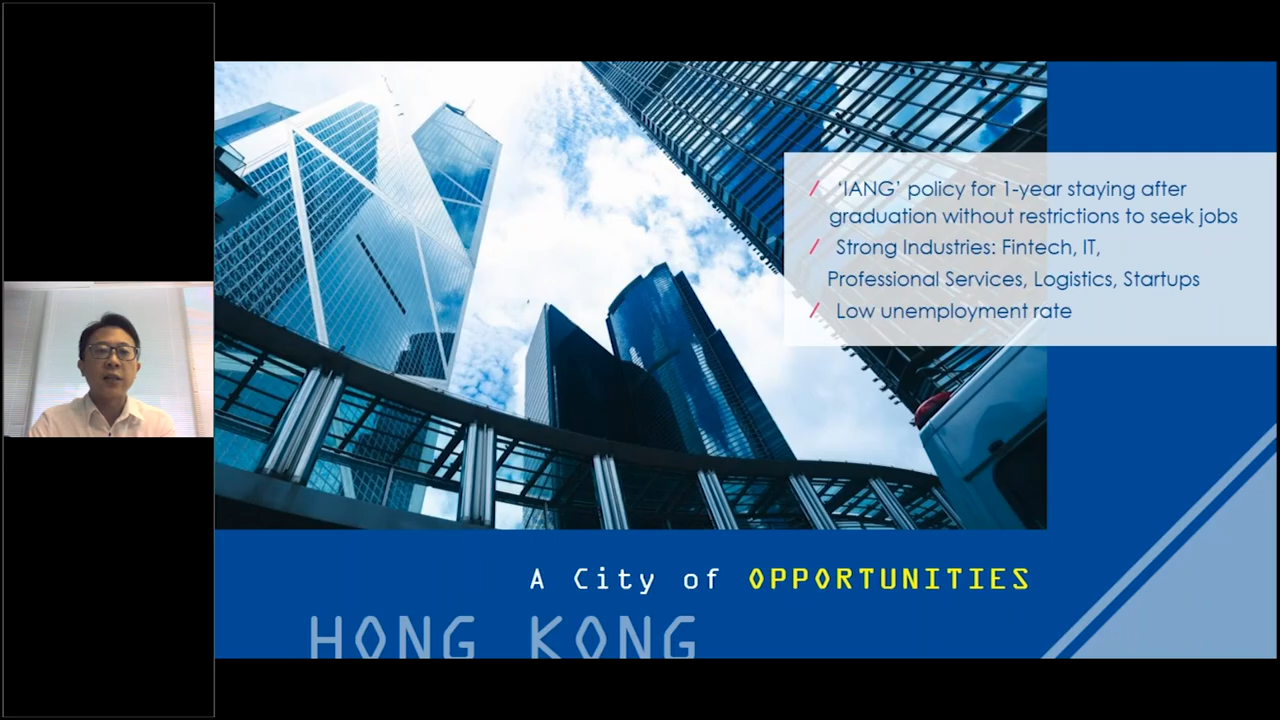 / ‘IANG’ policy for 1-year staying after
graduation without restrictions to seek jobs
/ Strong Industries: Fintech, IT,
Professional Services, Logistics, Startups
/ Low unemployment rate
A City of OPPORTUNITIES
HONG KONG